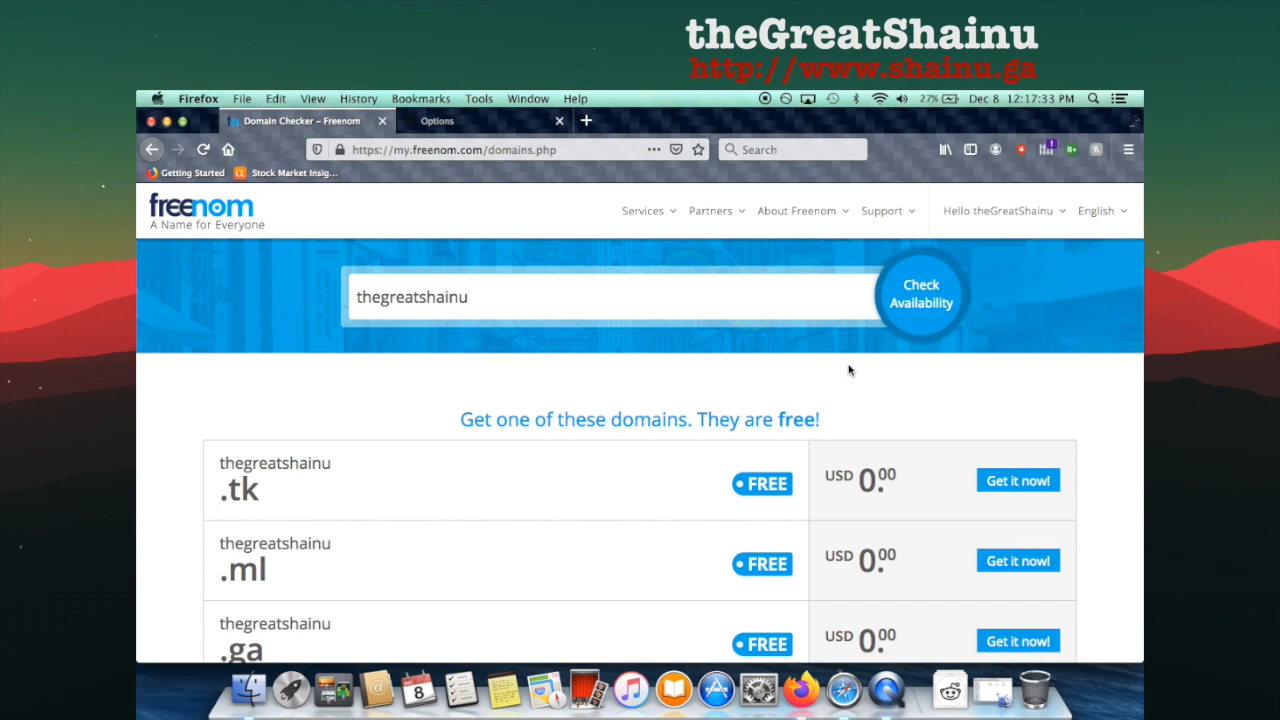 theGreatShainu
http://www.shainu.ga
Firefox File Edit View History Bookmarks Tools Window Help 27% Dec 8 12:17:33 PM
Domain Checker – Freenom Options
https://my.freenom.com/domains.php Search
Getting Started Stock Market Insig...
freenom
A Name for Everyone
Services Partners About Freenom Support Hello theGreatShainu English
thegreatshainu
Check
Availability
Get one of these domains. They are free!
thegreatshainu
.tk
FREE
USD 0.00
Get it now!
thegreatshainu
.ml
FREE
USD 0.00
Get it now!
thegreatshainu
.ga
FREE
USD 0.00
Get it now!
8